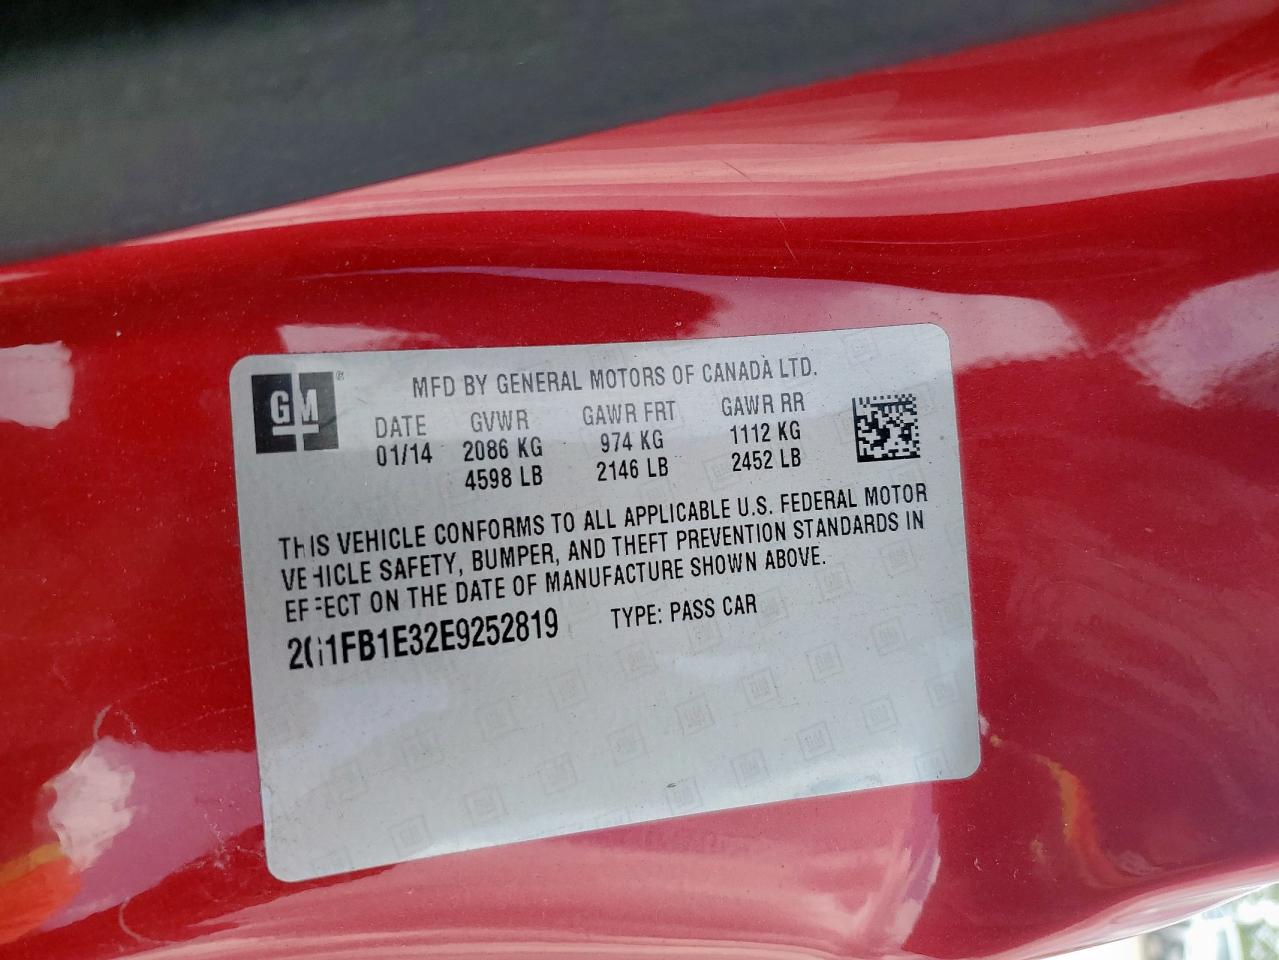 GM
MFD BY GENERAL MOTORS OF CANADA LTD.
DATE GVWR GAWR FRT GAWR RR
01/14 2086 KG 974 KG 1112 KG
4598 LB 2146 LB 2452 LB
THIS VEHICLE CONFORMS TO ALL APPLICABLE U.S. FEDERAL MOTOR
VEHICLE SAFETY, BUMPER, AND THEFT PREVENTION STANDARDS IN
EFFECT ON THE DATE OF MANUFACTURE SHOWN ABOVE.
2G1FB1E32E9252819 TYPE: PASS CAR